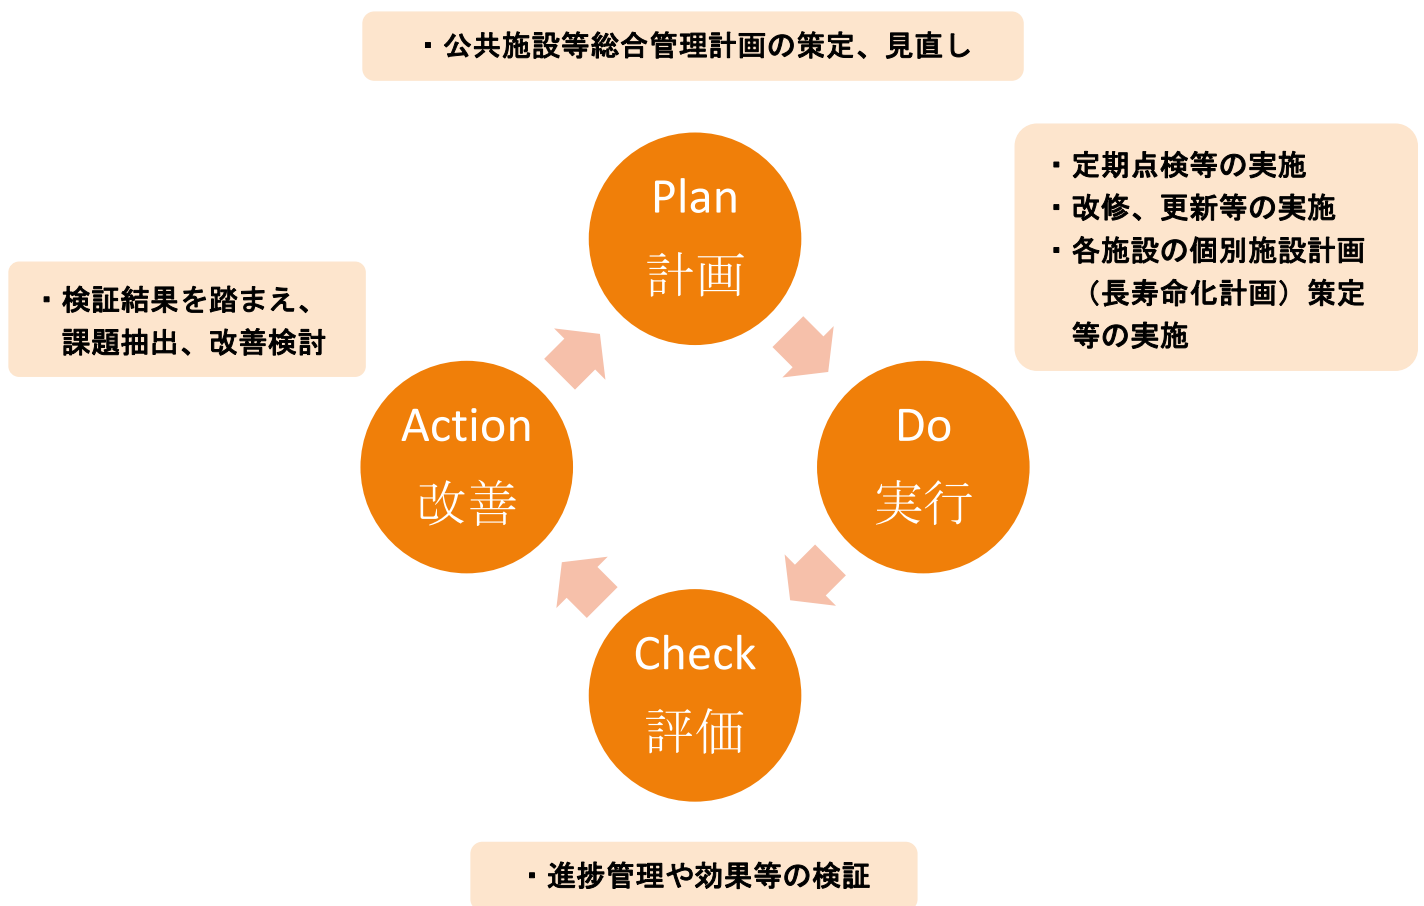 ・公共施設等総合管理計画の策定、見直し
Plan
計画
・定期点検等の実施
・改修、更新等の実施
・各施設の個別施設計画
（長寿命化計画）策定
等の実施
Do
実行
Check
評価
・進捗管理や効果等の検証
Action
改善
・検証結果を踏まえ、
課題抽出、改善検討